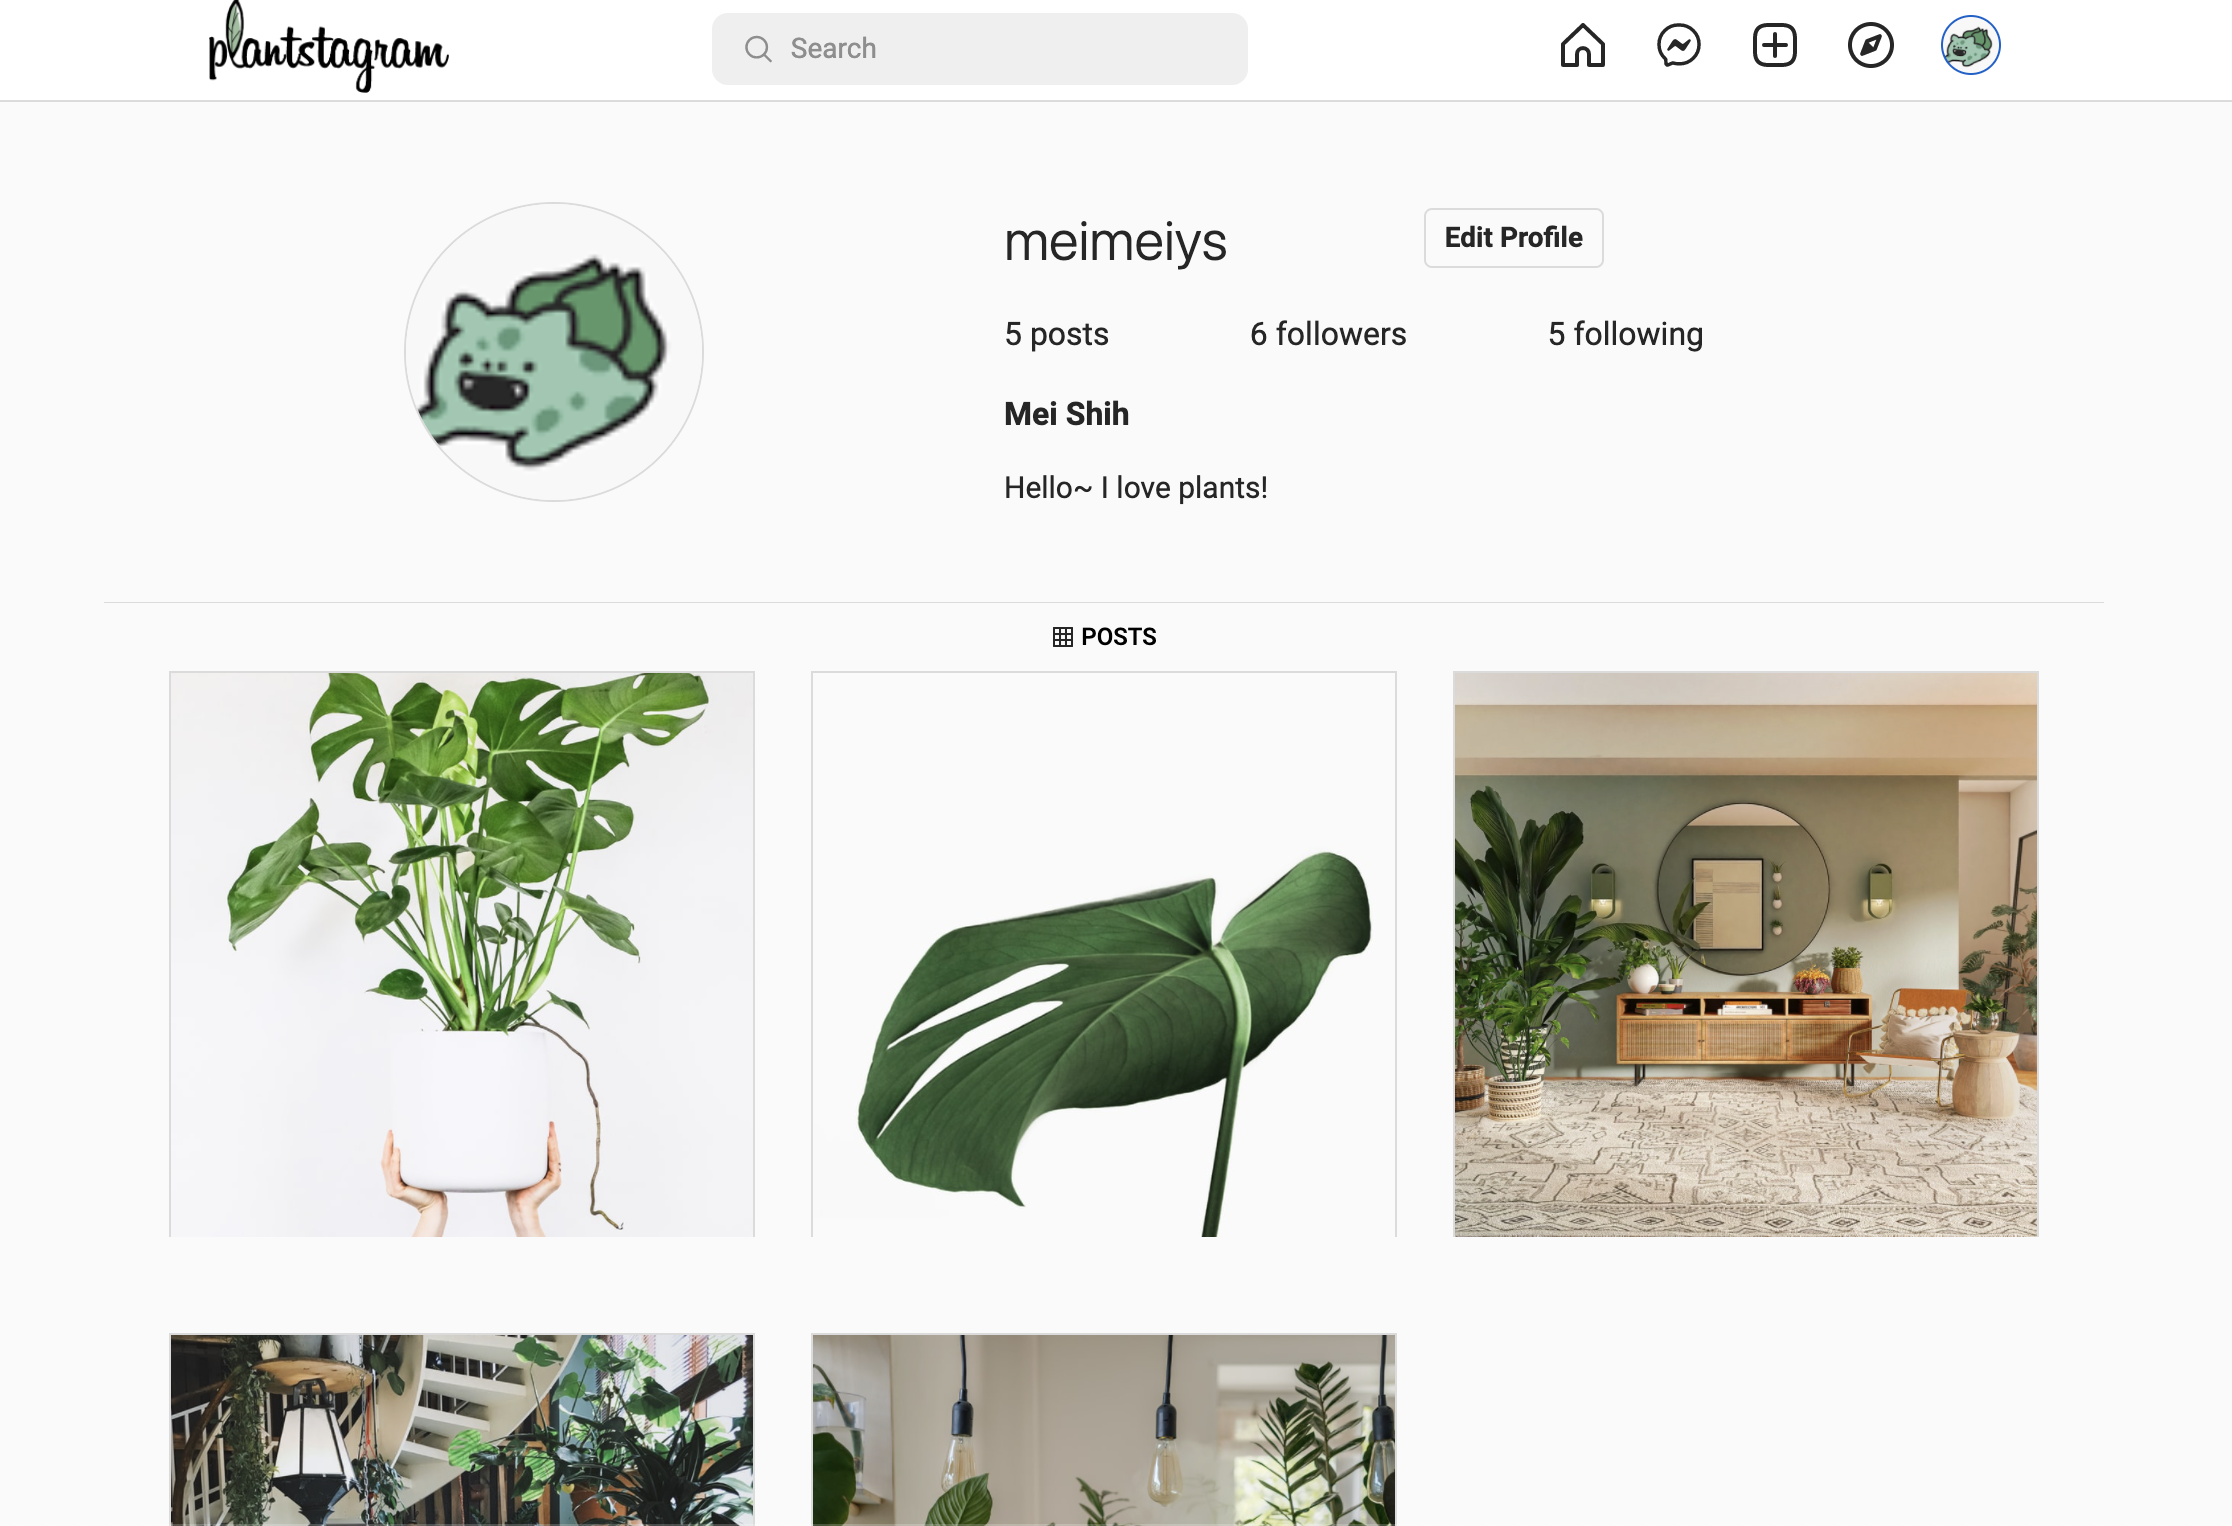 plantstagram
Search
meimeiys
Edit Profile
5 posts
6 followers
5 following
Mei Shih
Hello~ I love plants!
POSTS